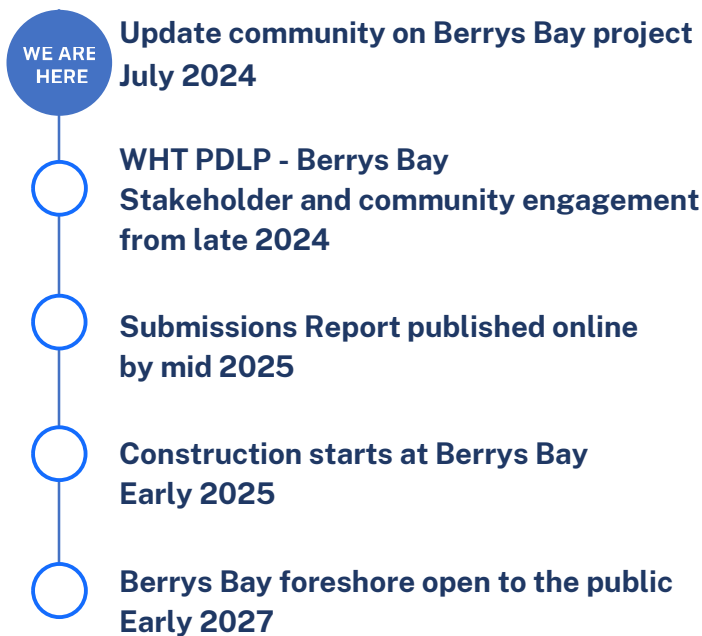 WE ARE
HERE
Update community on Berrys Bay project
July 2024
WHT PDLP - Berrys Bay
Stakeholder and community engagement
from late 2024
Submissions Report published online
by mid 2025
Construction starts at Berrys Bay
Early 2025
Berrys Bay foreshore open to the public
Early 2027